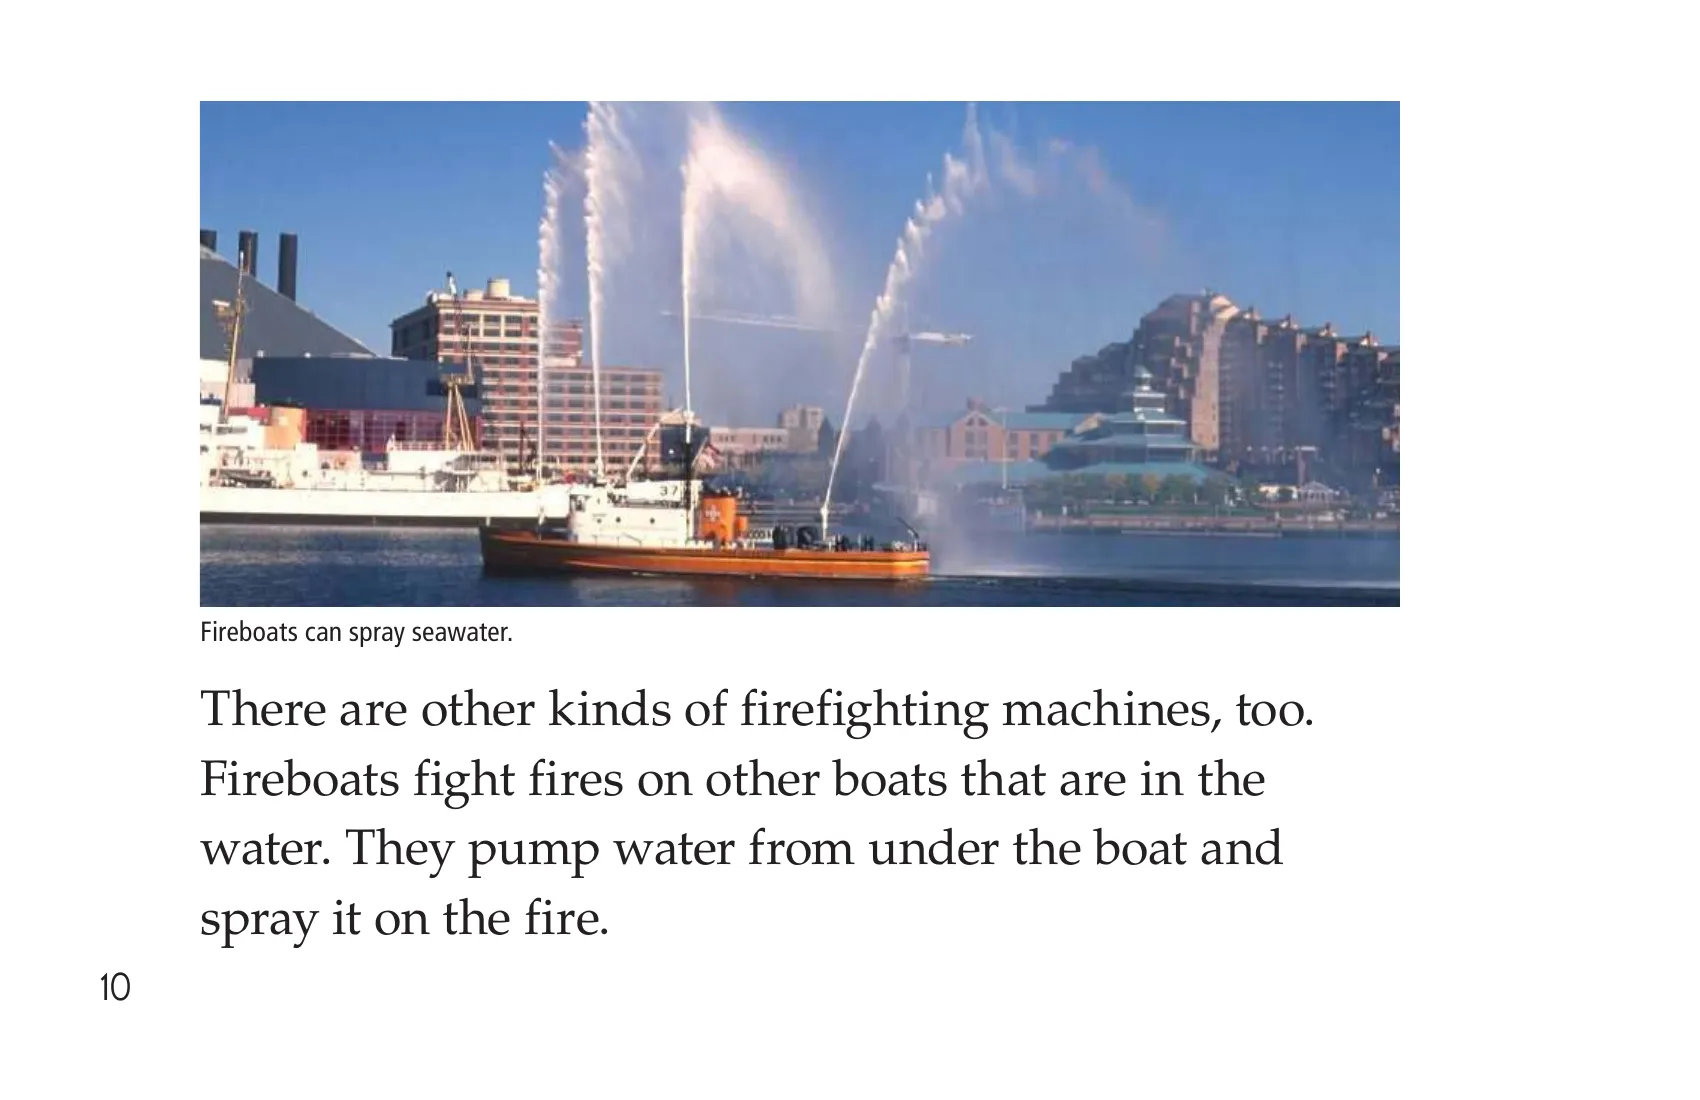 37
Fireboats can spray seawater.
There are other kinds of firefighting machines, too.
Fireboats fight fires on other boats that are in the
water. They pump water from under the boat and
spray it on the fire.
10